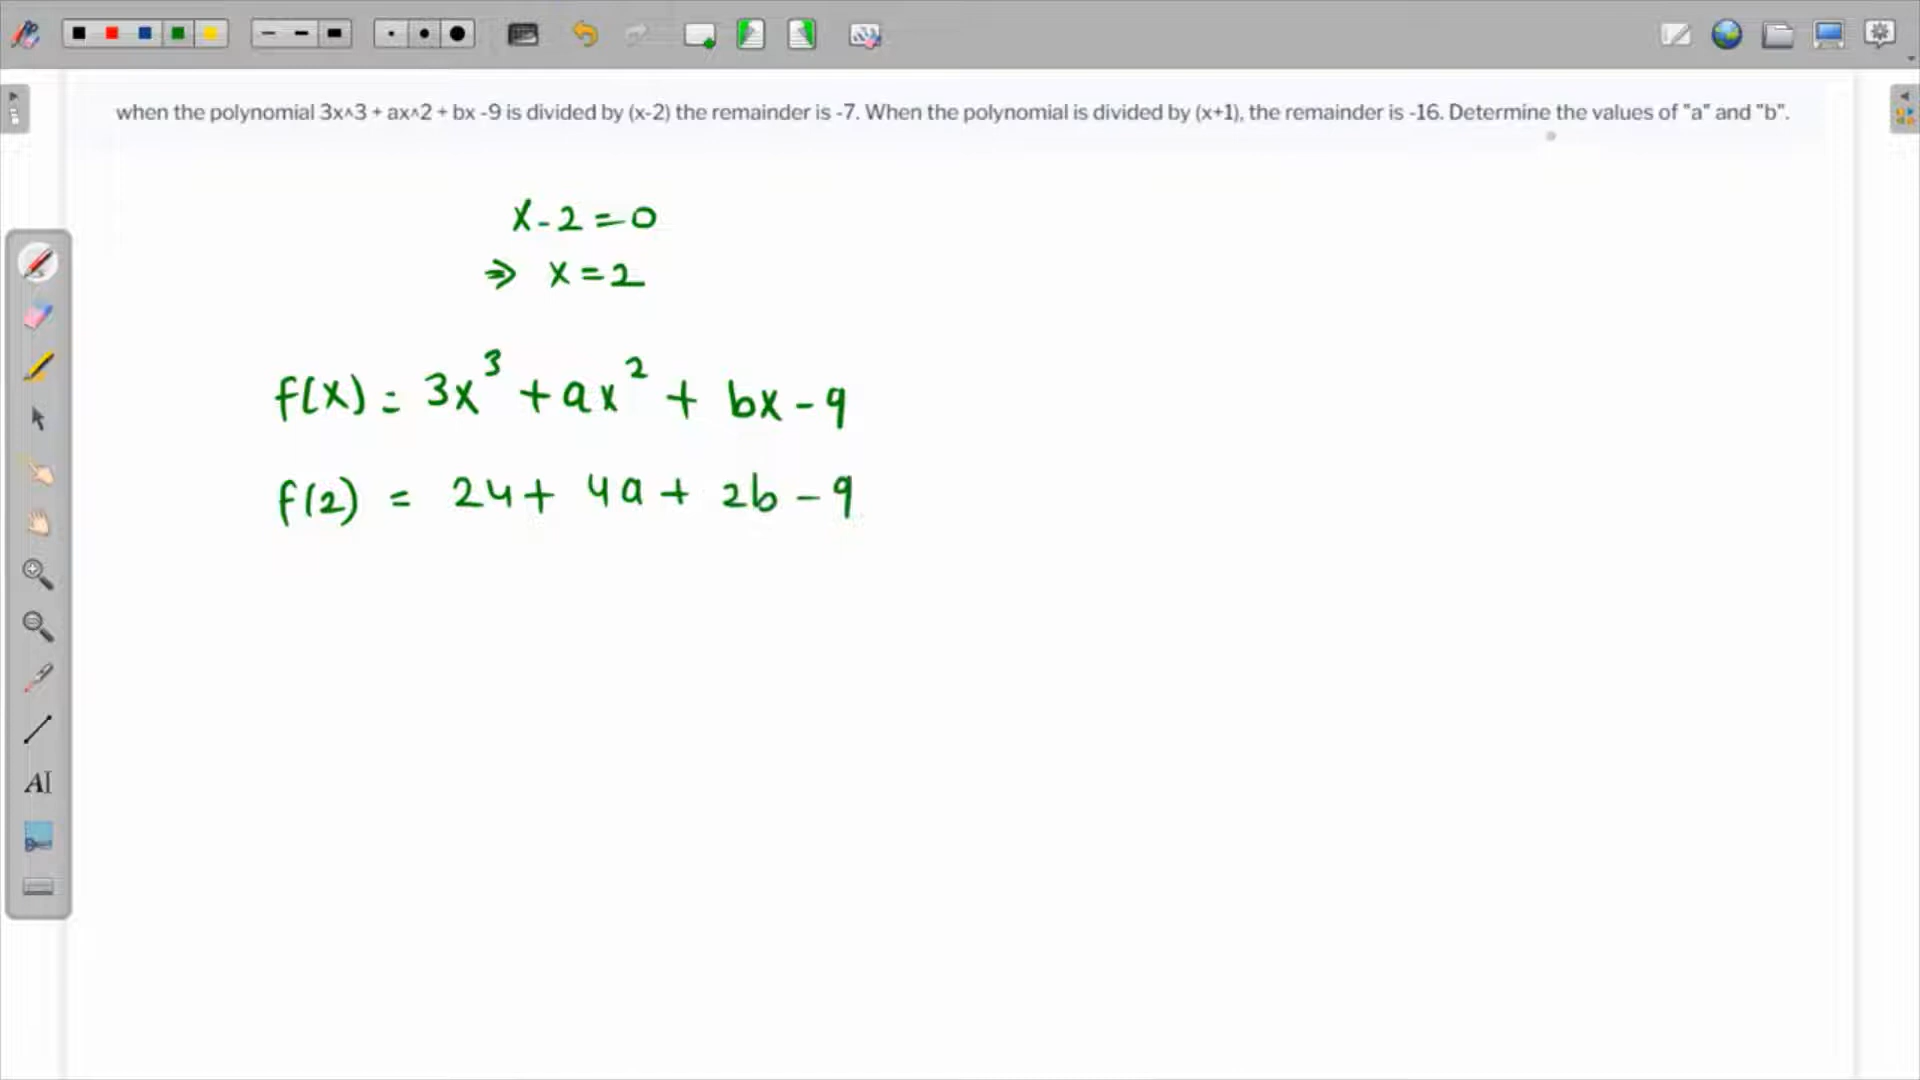 when the polynomial 3x^3 + ax^2 + bx -9 is divided by (x-2) the remainder is -7. When the polynomial is divided by (x+1), the remainder is -16. Determine the values of "a" and "b".
x-2=0
⇒ x=2
f(x)= 3x³ +ax² + bx-9
f(2) = 24+ 4a+ 2b-9
AI